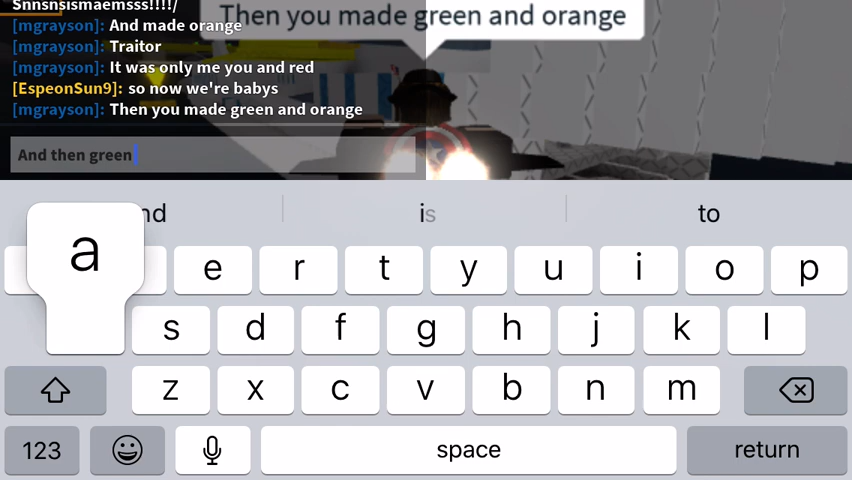 Snnsnsismaemsss!!!!/
[mgrayson]: And made orange
[mgrayson]: Traitor
[mgrayson]: It was only me you and red
[EspeonSun9]: so now we're babys
[mgrayson]: Then you made green and orange
Then you made green and orange
And then green
nd is to
a e r t y u i o p
s d f g h j k l
z x c v b n m
123 space return